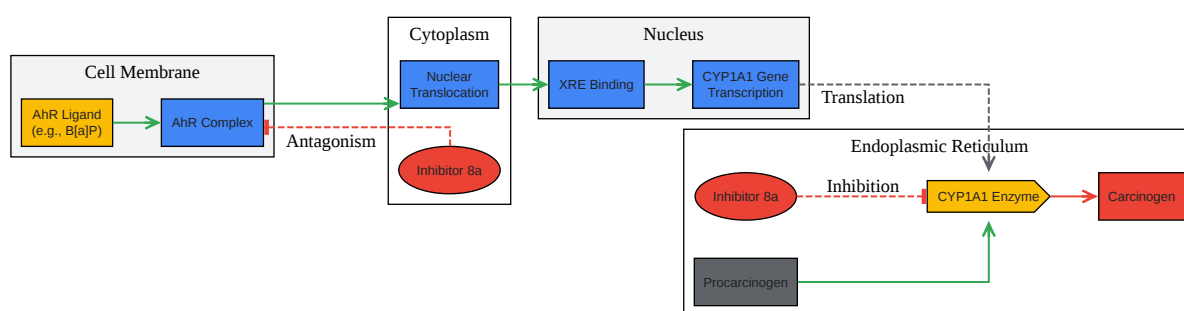 Cell Membrane
AhR Ligand
(e.g., B[a]P)
AhR Complex
Antagonism
Cytoplasm
Nuclear
Translocation
Inhibitor 8a
Nucleus
XRE Binding
CYP1A1 Gene
Transcription
Translation
Endoplasmic Reticulum
Inhibitor 8a
Inhibition
CYP1A1 Enzyme
Carcinogen
Procarcinogen